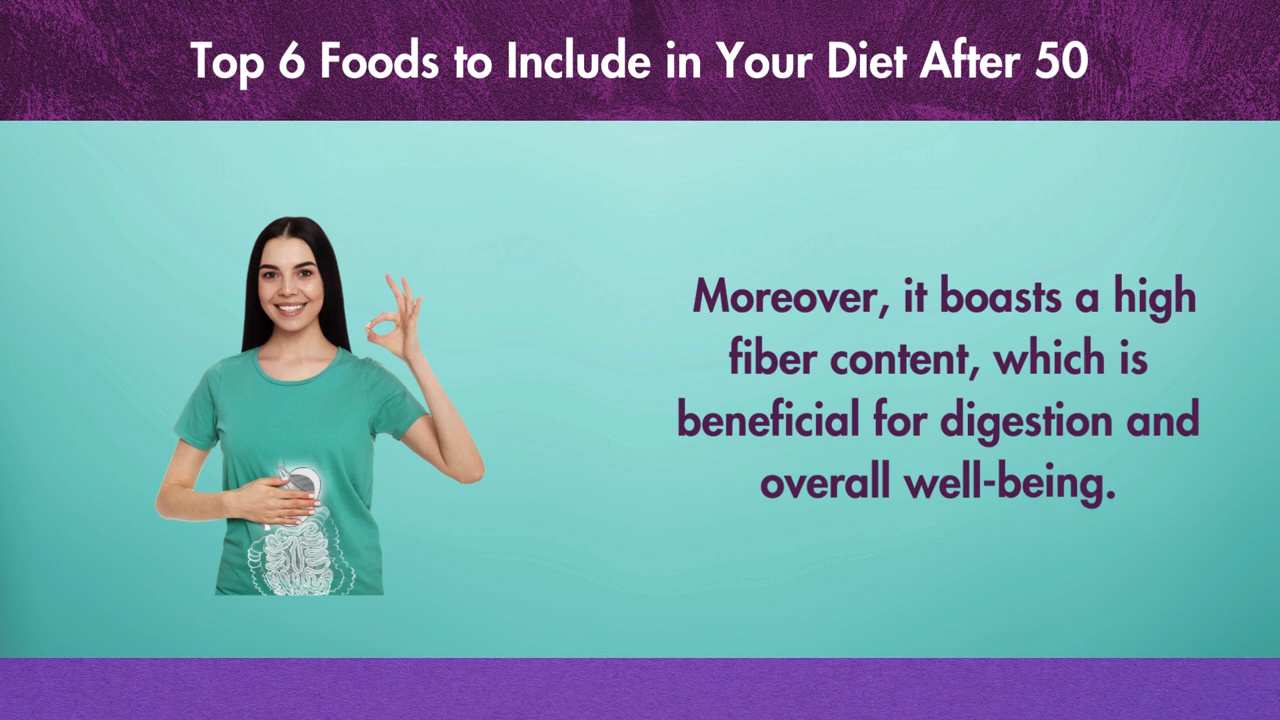 Top 6 Foods to Include in Your Diet After 50
Moreover, it boasts a high
fiber content, which is
beneficial for digestion and
overall well-being.